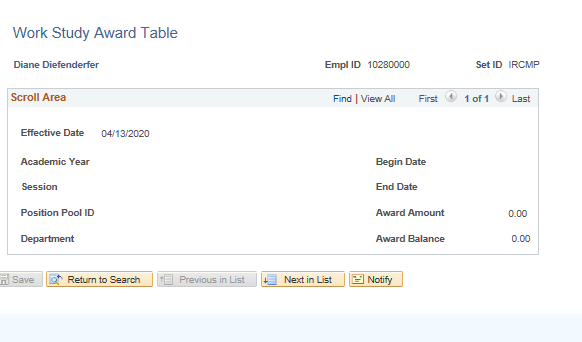 Work Study Award Table
Diane Diefenderfer Empl ID 10280000 Set ID IRCMP
Scroll Area Find | View All First 1 of 1 Last
Effective Date 04/13/2020
Academic Year Begin Date
Session End Date
Position Pool ID Award Amount 0.00
Department Award Balance 0.00
Save Return to Search Previous in List Next in List Notify